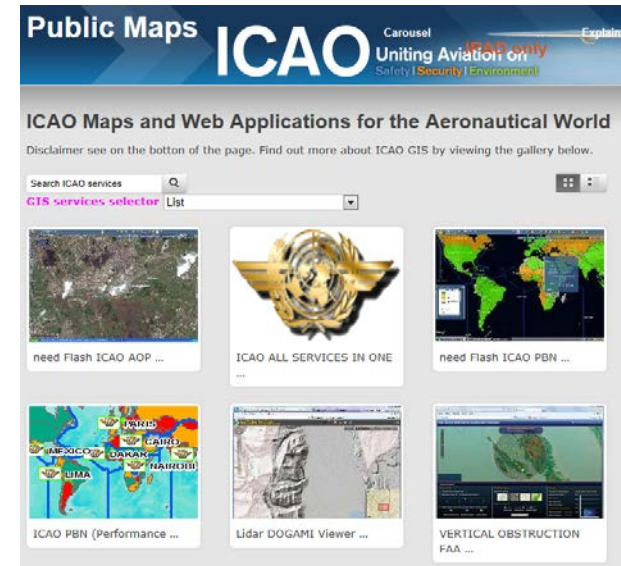 Public Maps
ICAO
Carousel
Explain
Uniting Aviation on
IPAD only
Safety | Security | Environment
ICAO Maps and Web Applications for the Aeronautical World
Disclaimer see on the botton of the page. Find out more about ICAO GIS by viewing the gallery below.
Search ICAO services
GIS services selector List
need Flash ICAO AOP ...
ICAO ALL SERVICES IN ONE
...
need Flash ICAO PBN ...
PARIS
CAIRO
MEXICO
DAKAR
NAIROBI
LIMA
ICAO PBN (Performance ...
Lidar DOGAMI Viewer ...
VERTICAL OBSTRUCTION
FAA ...